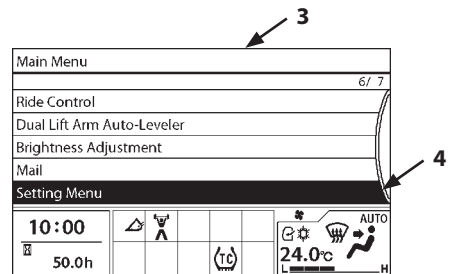 3
Main Menu
6/ 7
Ride Control
Dual Lift Arm Auto-Leveler
Brightness Adjustment
Mail
4
Setting Menu
10:00
AUTO
TC
50.0h
24.0℃
L
H